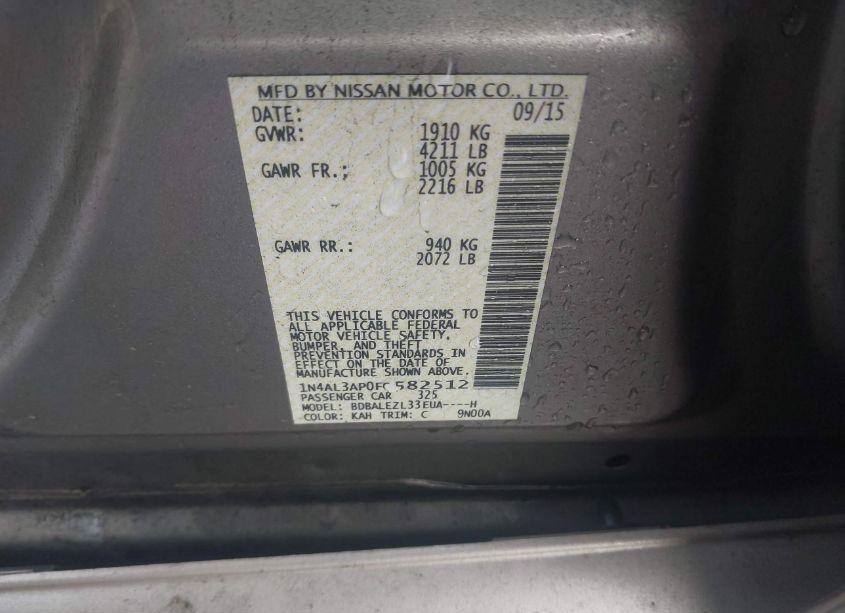 MFD BY NISSAN MOTOR CO., LTD.
DATE: 09/15
GVWR: 1910 KG
4211 LB
GAWR FR.: 1005 KG
2216 LB
GAWR RR.: 940 KG
2072 LB
THIS VEHICLE CONFORMS TO
ALL APPLICABLE FEDERAL
MOTOR VEHICLE SAFETY,
BUMPER, AND THEFT
PREVENTION STANDARDS IN
EFFECT ON THE DATE OF
MANUFACTURE SHOWN ABOVE.
1N4AL3AP0FC582512
PASSENGER CAR 325
MODEL: BDBALEZL33EUA----H
COLOR: KAH TRIM: C 9N00A